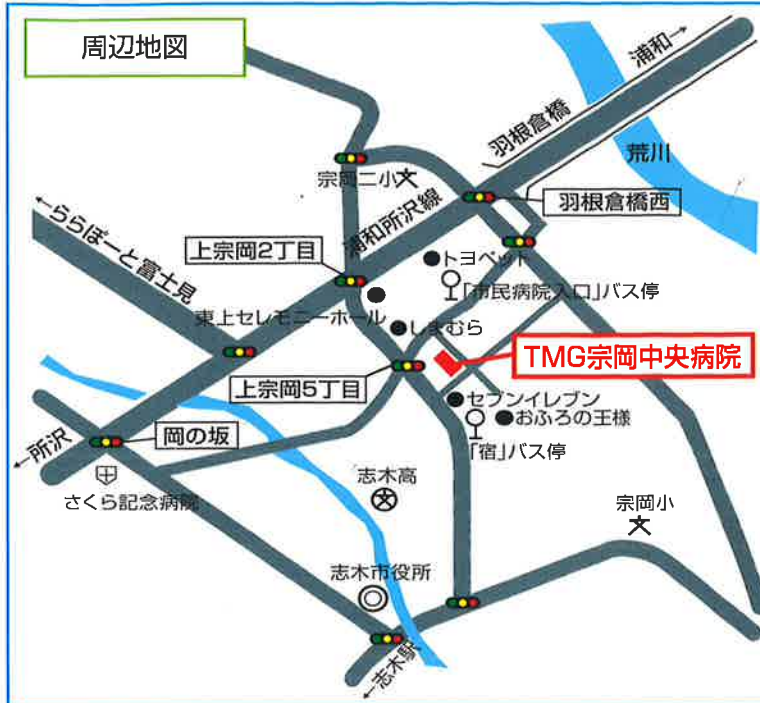 周辺地図
浦和→
羽根倉橋
荒川
宗岡二小
羽根倉橋西
←ららぽーと富士見
浦和所沢線
上宗岡2丁目
トヨペット
「市民病院入口」バス停
東上セレモニーホール
しまむら
TMG宗岡中央病院
上宗岡5丁目
セブンイレブン
おふろの王様
「宿」バス停
岡の坂
←所沢
さくら記念病院
志木高
宗岡小
志木市役所
←志木駅